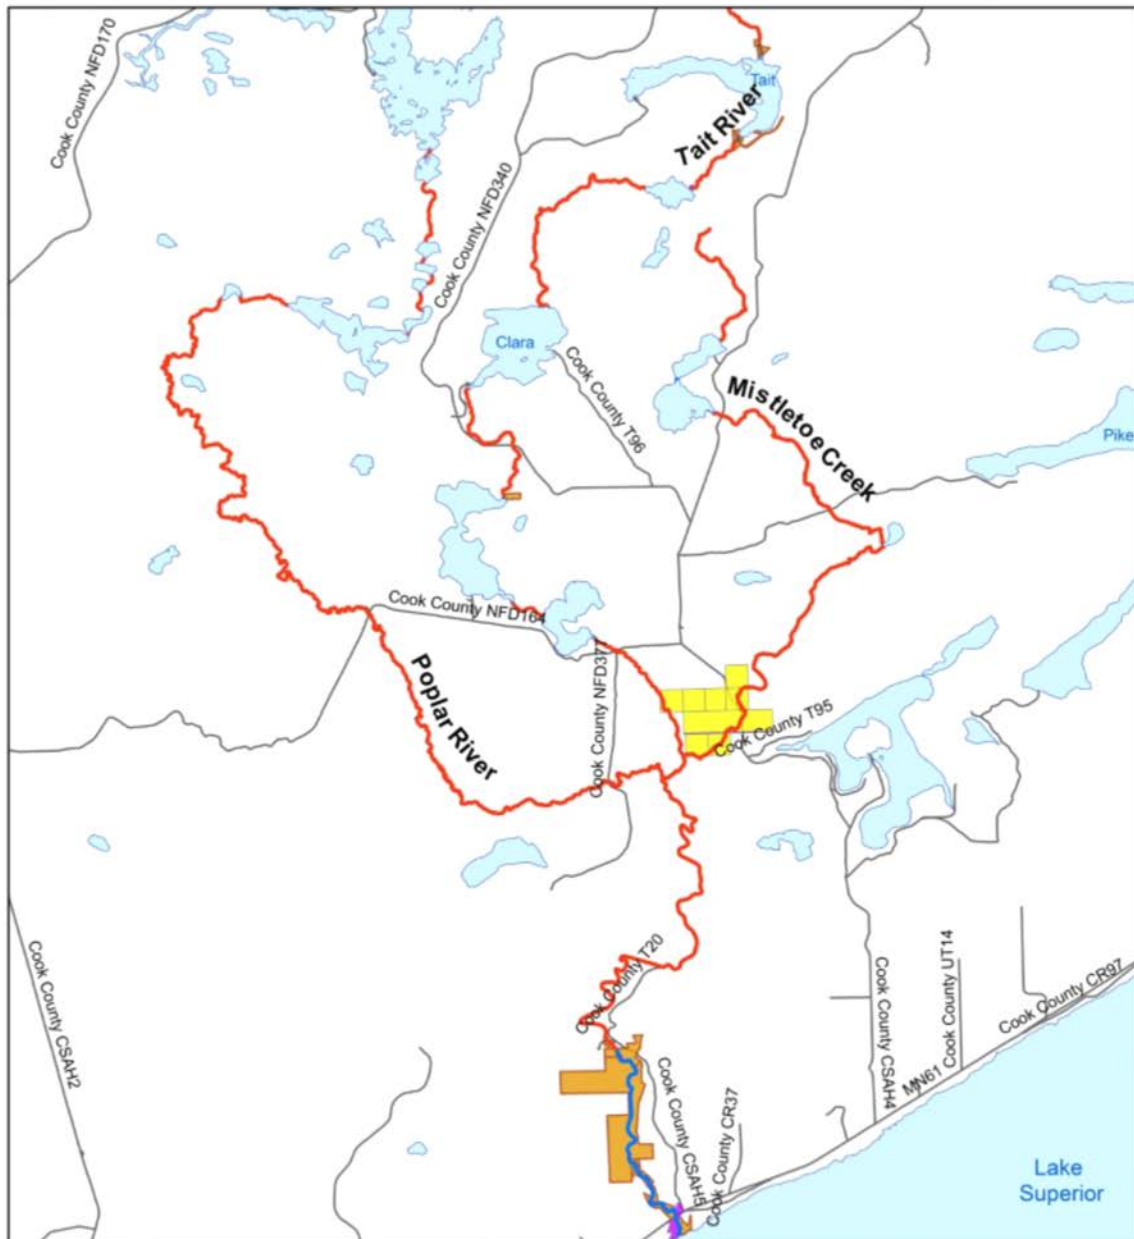 Cook County NFD170
Tait
Tait River
Cook County NFD340
Clara
Cook County T96
Mistletoe Creek
Pike
Cook County NFD164
Poplar River
Cook County NFD377
Cook County T95
Cook County T20
Cook County CSAH2
Cook County CSAH4
Cook County UT14
Cook County CR97
MN61
Cook County CSAH5
Cook County CR37
Lake
Superior